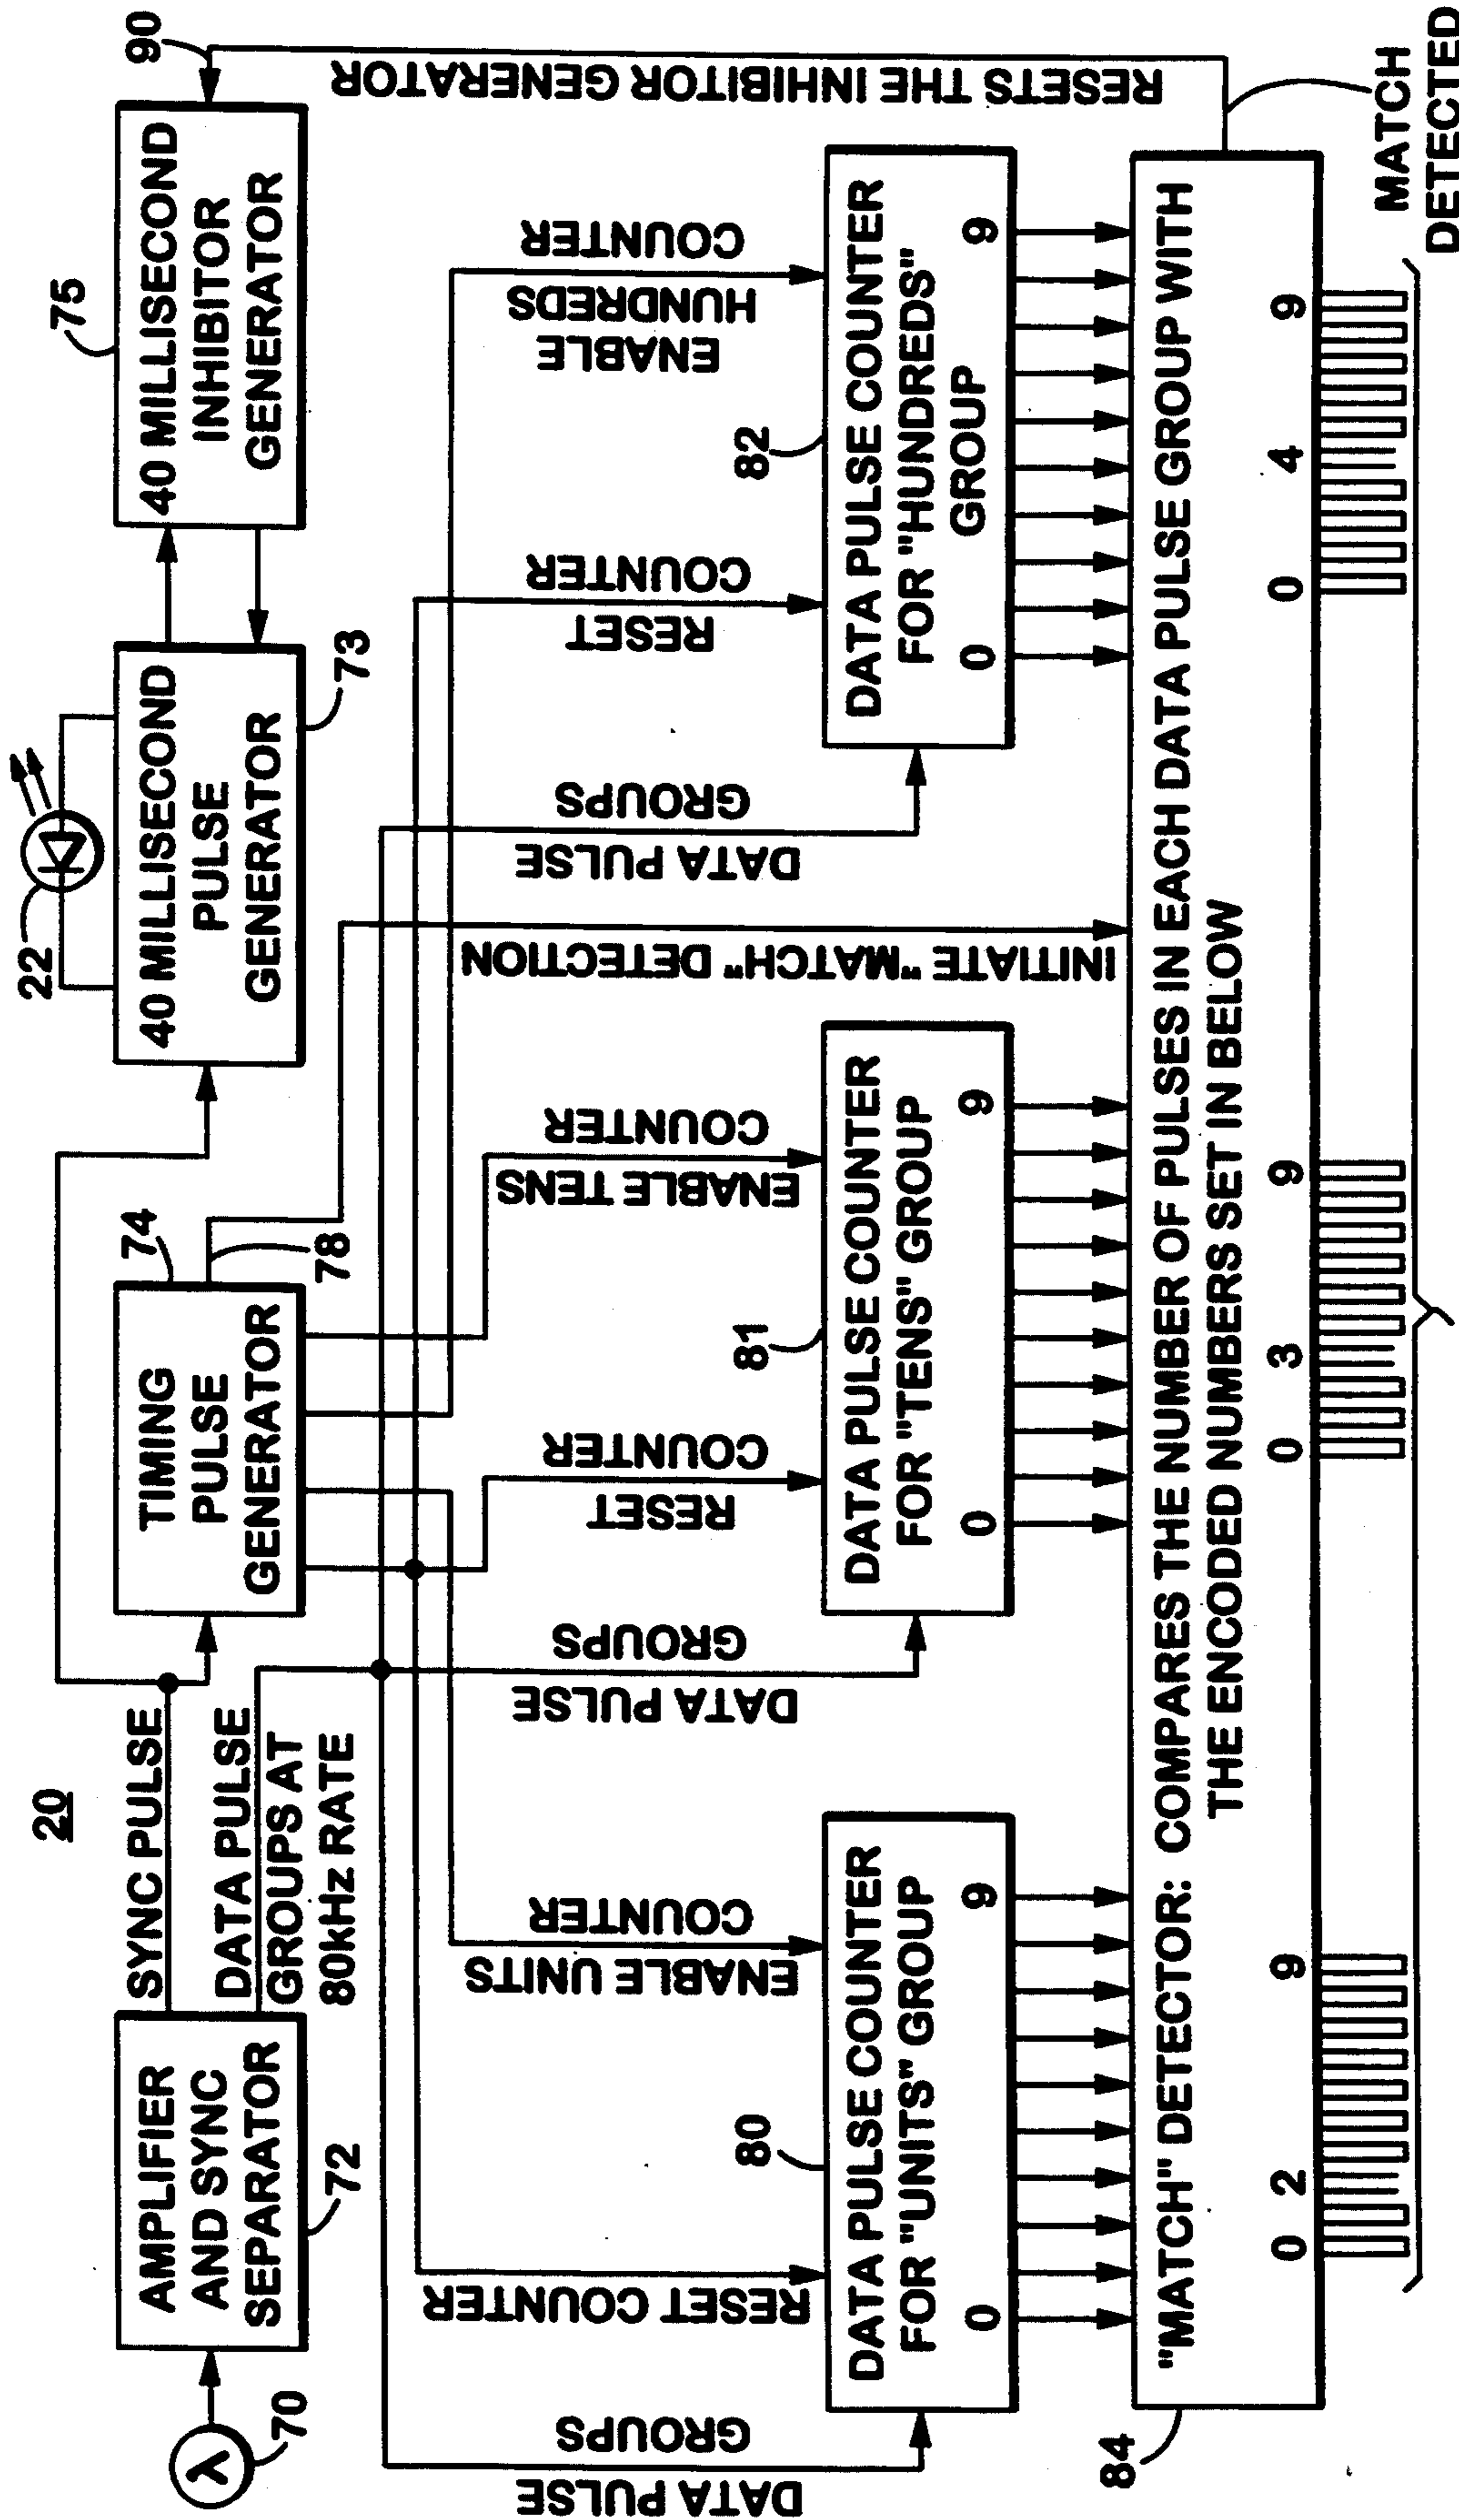 20
70
AMPLIFIER
AND SYNC
SEPARATOR
72
SYNC PULSE
DATA PULSE
GROUPS AT
80kHz RATE
TIMING
PULSE
GENERATOR
74
78
22
40 MILLISECOND
PULSE
GENERATOR
73
40 MILLISECOND
INHIBITOR
GENERATOR
75
90
RESETS THE INHIBITOR GENERATOR
DATA PULSE
GROUPS
RESET COUNTER
ENABLE UNITS
COUNTER
DATA PULSE
GROUPS
RESET
COUNTER
ENABLE TENS
COUNTER
INITIATE "MATCH" DETECTION
DATA PULSE
GROUPS
RESET
COUNTER
ENABLE
HUNDREDS
COUNTER
80
DATA PULSE COUNTER
FOR "UNITS" GROUP
0 9
81
DATA PULSE COUNTER
FOR "TENS" GROUP
0 9
82
DATA PULSE COUNTER
FOR "HUNDREDS"
GROUP
0 9
84
"MATCH" DETECTOR: COMPARES THE NUMBER OF PULSES IN EACH DATA PULSE GROUP WITH
THE ENCODED NUMBERS SET IN BELOW
0 2 9
0 3 9
0 4 9
MATCH
DETECTED